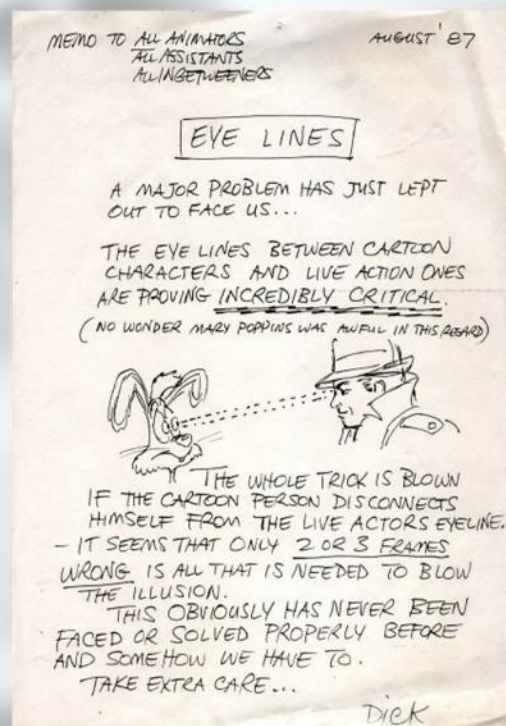 MEMO TO ALL ANIMATORS AUGUST '87
ALL ASSISTANTS
ALL INBETWEENERS
EYE LINES
A MAJOR PROBLEM HAS JUST LEPT
OUT TO FACE US...
THE EYE LINES BETWEEN CARTOON
CHARACTERS AND LIVE ACTION ONES
ARE PROVING INCREDIBLY CRITICAL.
(NO WONDER MARY POPPINS WAS AWFUL IN THIS REGARD)
THE WHOLE TRICK IS BLOWN
IF THE CARTOON PERSON DISCONNECTS
HIMSELF FROM THE LIVE ACTORS EYELINE.
- IT SEEMS THAT ONLY 2 OR 3 FRAMES
WRONG IS ALL THAT IS NEEDED TO BLOW
THE ILLUSION.
THIS OBVIOUSLY HAS NEVER BEEN
FACED OR SOLVED PROPERLY BEFORE
AND SOMEHOW WE HAVE TO.
TAKE EXTRA CARE...
DICK